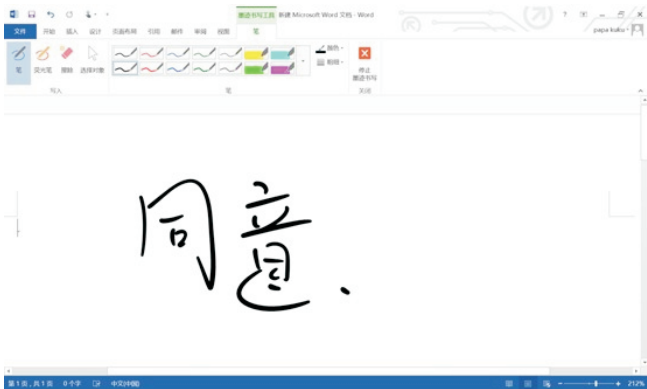 墨迹书写工具 新建 Microsoft Word 文档 - Word
文件 开始 插入 设计 页面布局 引用 邮件 审阅 视图 笔 papa kuku
笔 荧光笔 擦除 选择对象 颜色 粗细 停止墨迹书写
写入 笔 关闭
同意.
第1页,共1页 0个字 中文(中国) 212%